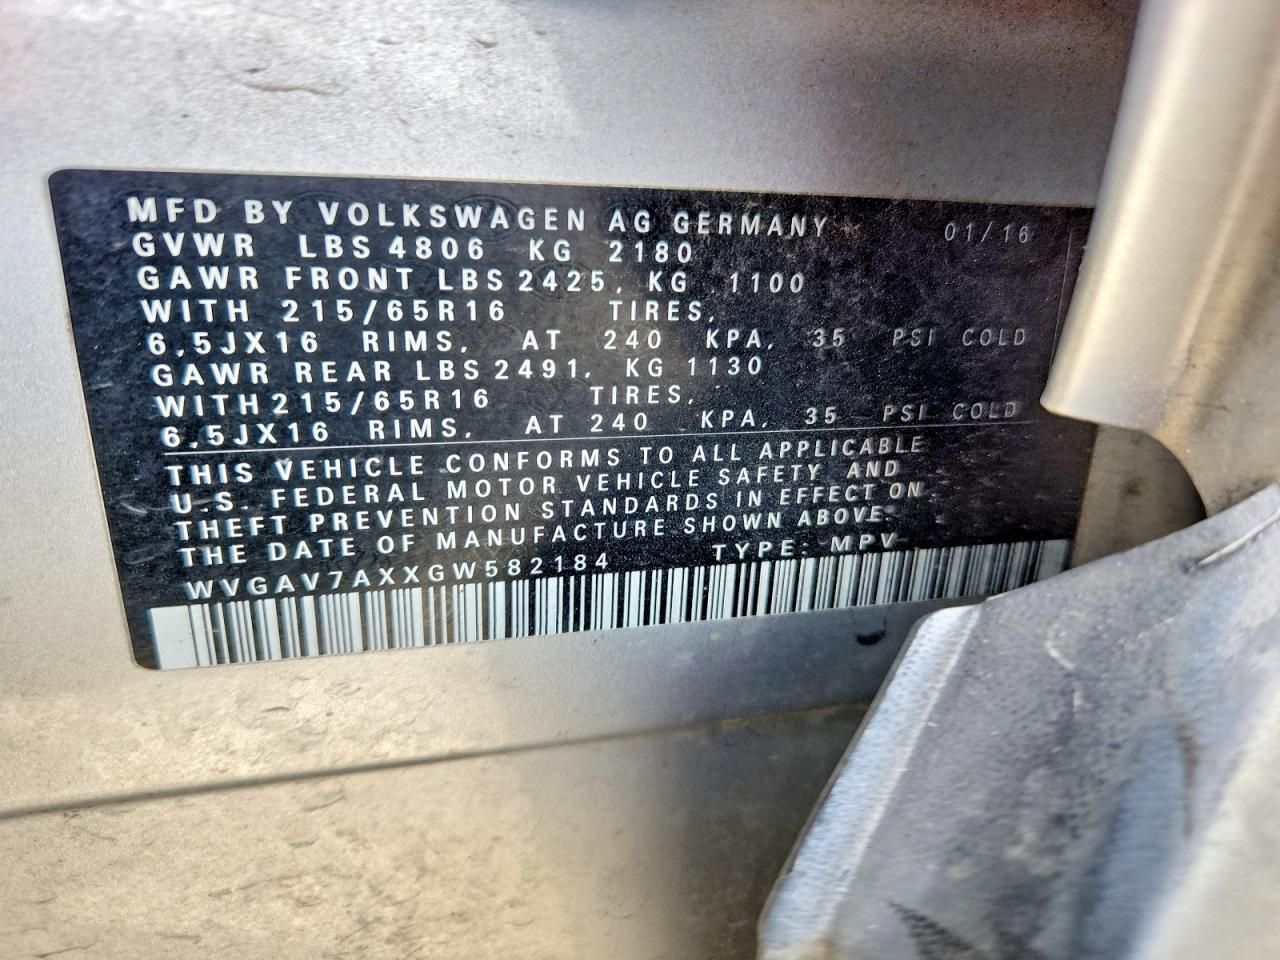 MFD BY VOLKSWAGEN AG GERMANY 01/16
GVWR LBS 4806 KG 2180
GAWR FRONT LBS 2425, KG 1100
WITH 215/65R16 TIRES,
6,5JX16 RIMS, AT 240 KPA, 35 PSI COLD
GAWR REAR LBS 2491, KG 1130
WITH 215/65R16 TIRES,
6,5JX16 RIMS, AT 240 KPA, 35 PSI COLD
THIS VEHICLE CONFORMS TO ALL APPLICABLE
U.S. FEDERAL MOTOR VEHICLE SAFETY AND
THEFT PREVENTION STANDARDS IN EFFECT ON
THE DATE OF MANUFACTURE SHOWN ABOVE.
WVGAV7AXXGW582184 TYPE: MPV